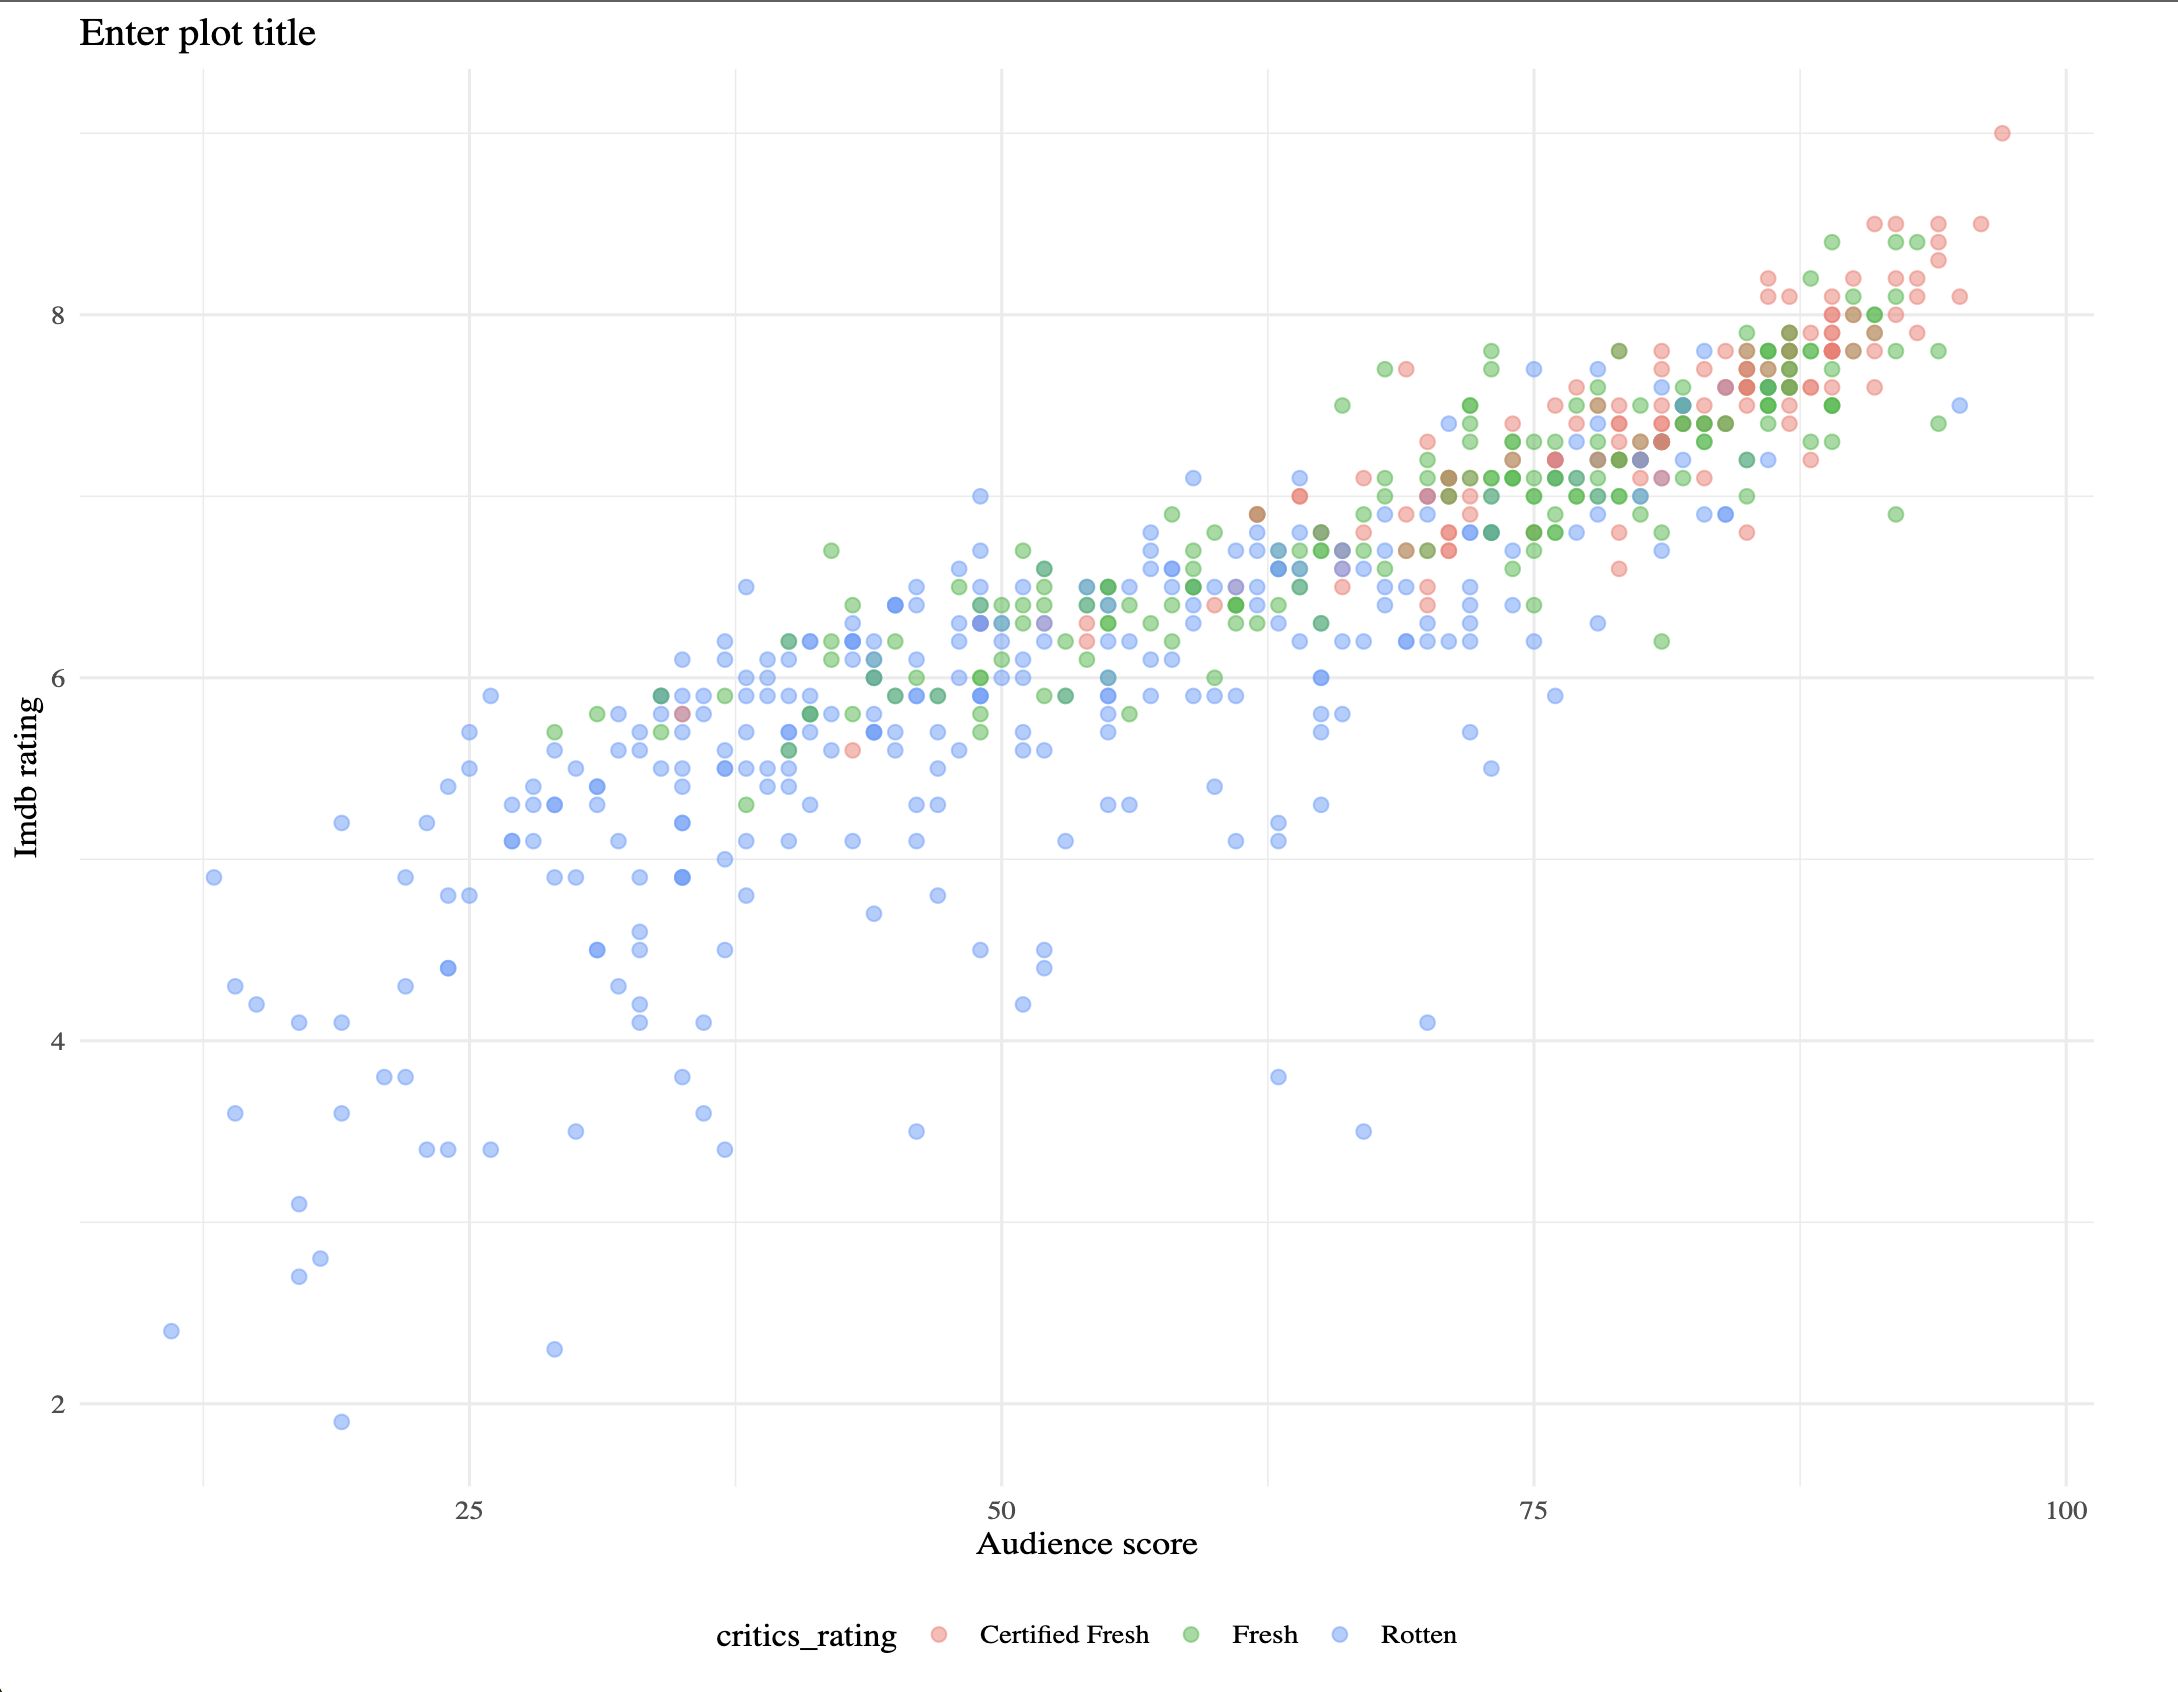 Enter plot title
8
6
4
2
Imdb rating
25 50 75 100
Audience score
critics_rating Certified Fresh Fresh Rotten